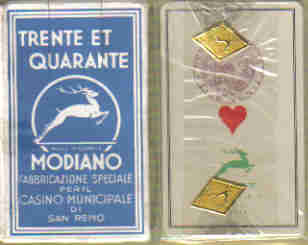 TRENTE ET
QUARANTE
MODIANO
FABBRICAZIONE SPECIALE
PER IL
CASINO MUNICIPALE
DI
SAN REMO